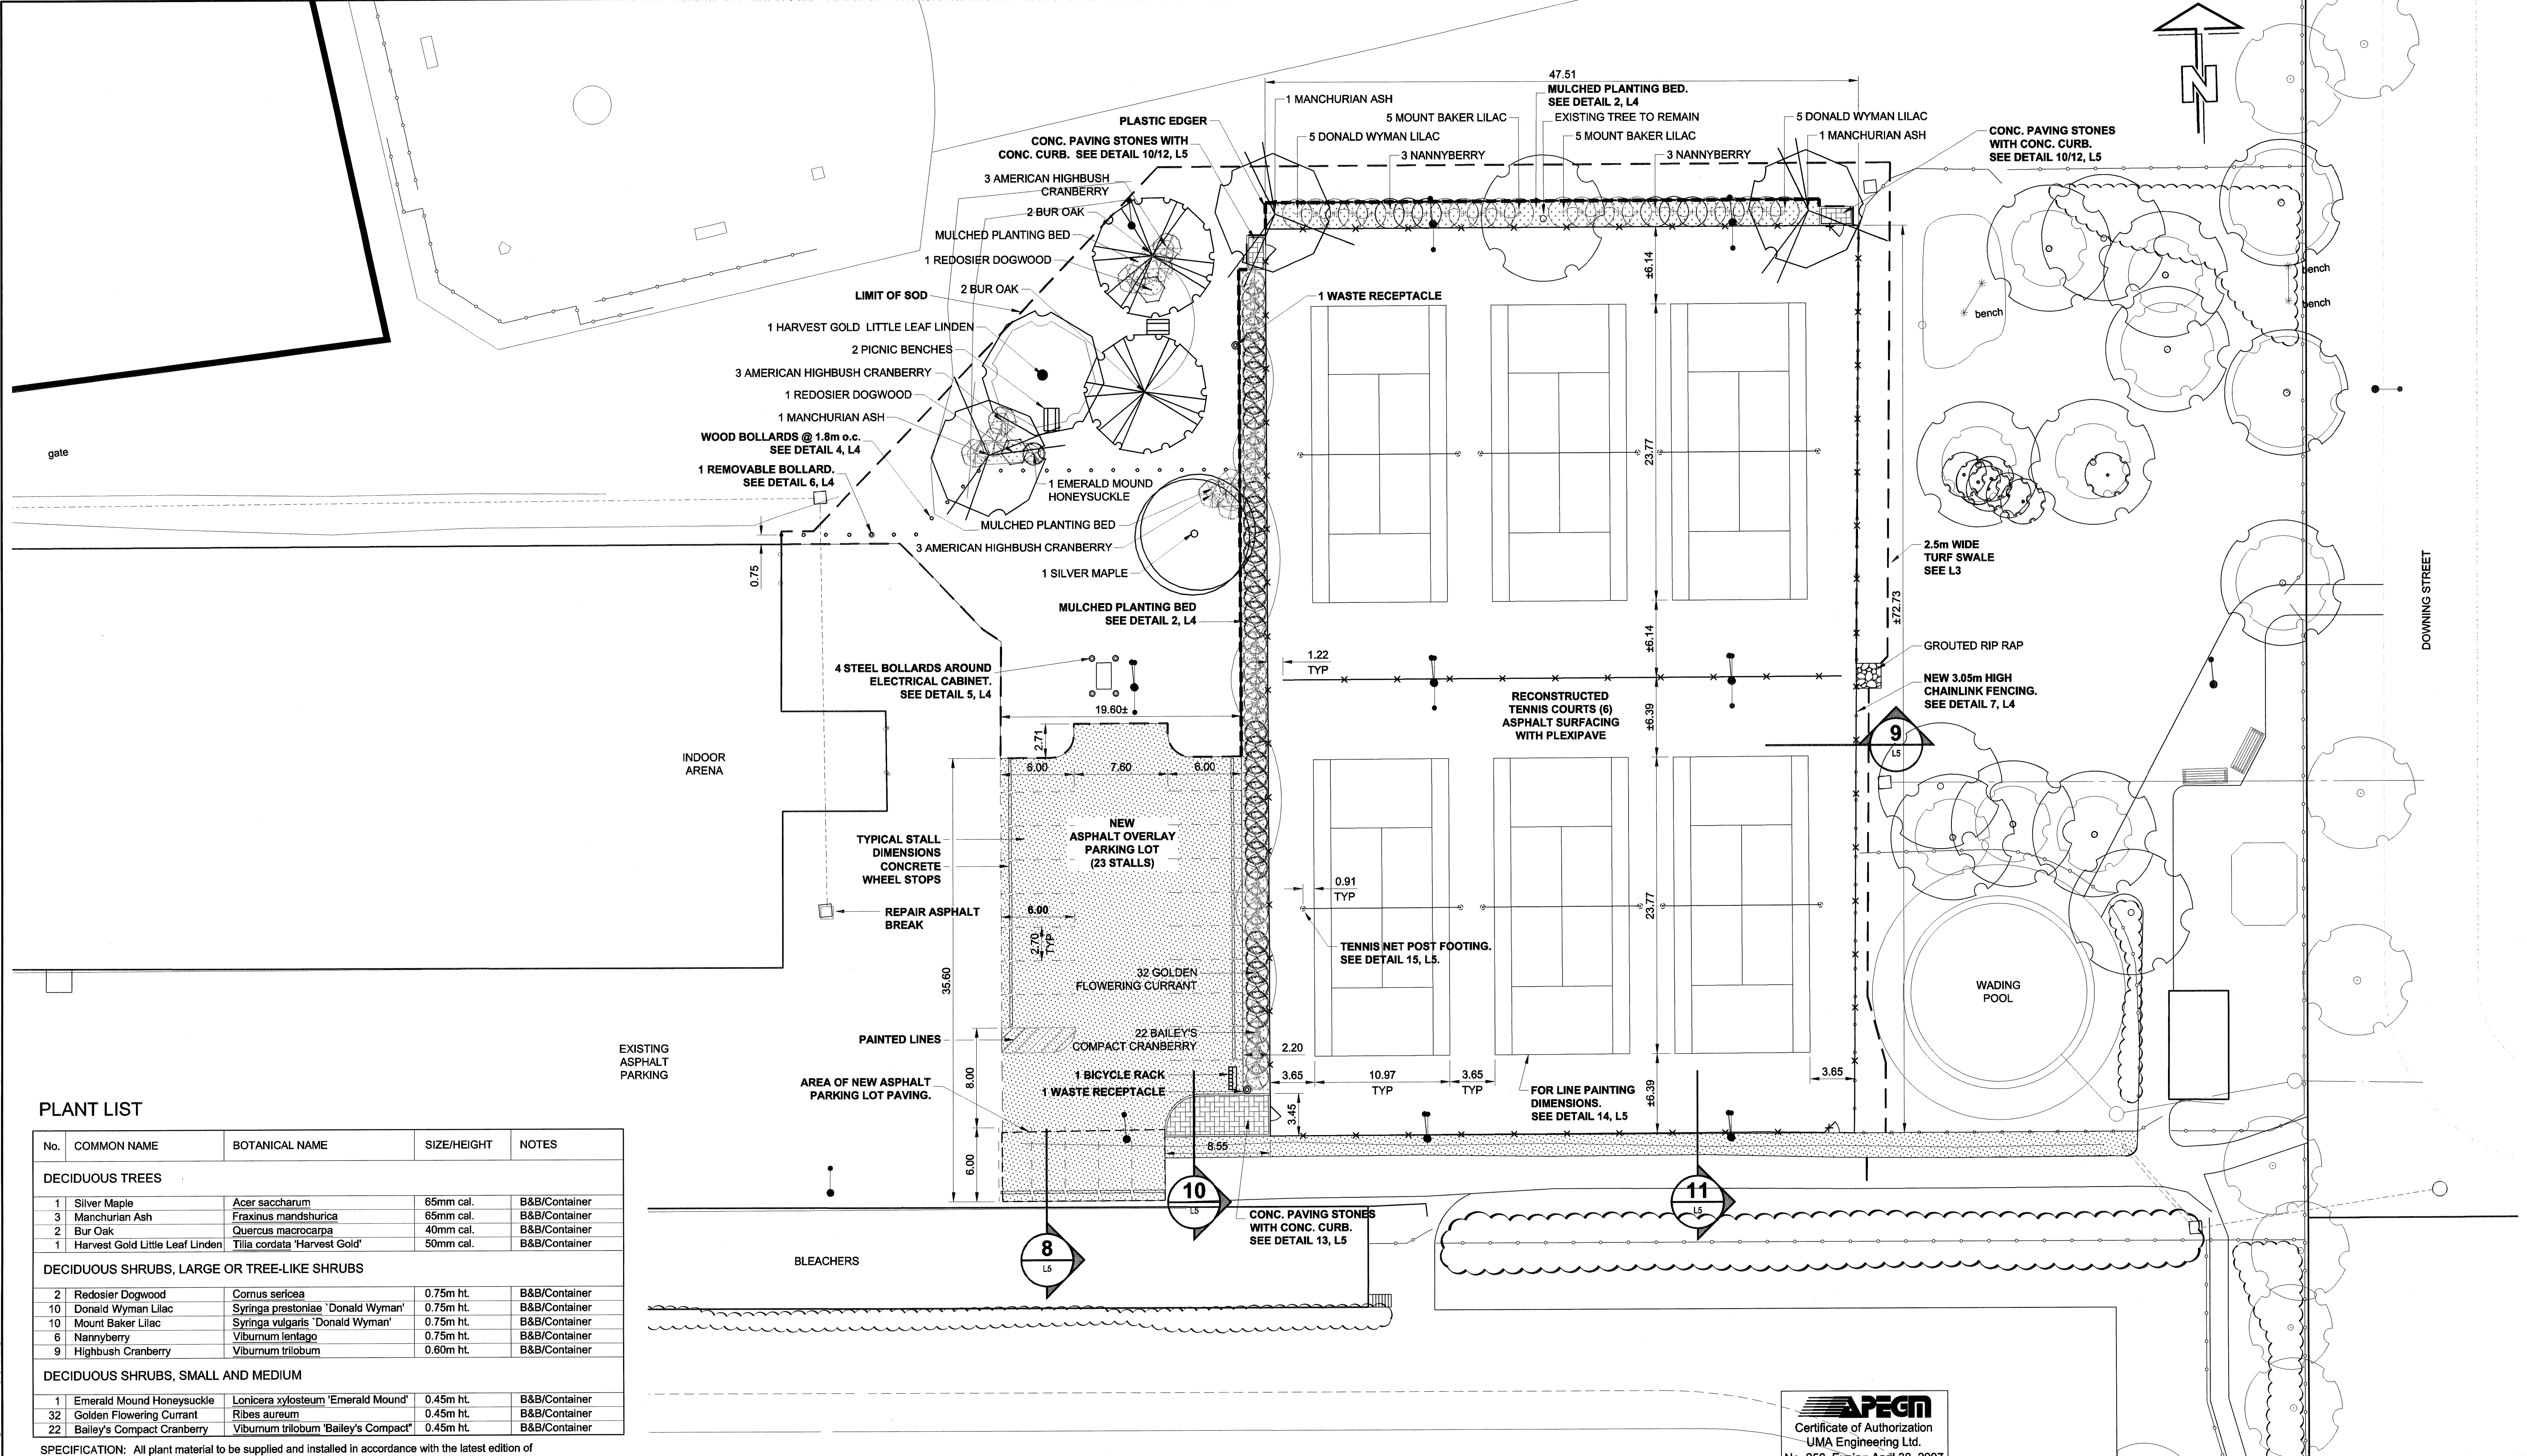 47.51
1 MANCHURIAN ASH
MULCHED PLANTING BED.
SEE DETAIL 2, L4
PLASTIC EDGER
5 MOUNT BAKER LILAC
EXISTING TREE TO REMAIN
5 DONALD WYMAN LILAC
CONC. PAVING STONES WITH
CONC. CURB. SEE DETAIL 10/12, L5
5 DONALD WYMAN LILAC
5 MOUNT BAKER LILAC
1 MANCHURIAN ASH
CONC. PAVING STONES
WITH CONC. CURB.
SEE DETAIL 10/12, L5
3 NANNYBERRY
3 NANNYBERRY
N
3 AMERICAN HIGHBUSH
CRANBERRY
2 BUR OAK
MULCHED PLANTING BED
1 REDOSIER DOGWOOD
2 BUR OAK
LIMIT OF SOD
1 WASTE RECEPTACLE
1 HARVEST GOLD LITTLE LEAF LINDEN
2 PICNIC BENCHES
3 AMERICAN HIGHBUSH CRANBERRY
1 REDOSIER DOGWOOD
1 MANCHURIAN ASH
WOOD BOLLARDS @ 1.8m o.c.
SEE DETAIL 4, L4
1 REMOVABLE BOLLARD.
SEE DETAIL 6, L4
gate
1 EMERALD MOUND
HONEYSUCKLE
MULCHED PLANTING BED
3 AMERICAN HIGHBUSH CRANBERRY
1 SILVER MAPLE
0.75
MULCHED PLANTING BED
SEE DETAIL 2, L4
±6.14
23.77
±6.14
bench
bench
bench
2.5m WIDE
TURF SWALE
SEE L3
±72.73
DOWNING STREET
GROUTED RIP RAP
NEW 3.05m HIGH
CHAINLINK FENCING.
SEE DETAIL 7, L4
4 STEEL BOLLARDS AROUND
ELECTRICAL CABINET.
SEE DETAIL 5, L4
1.22
TYP
19.60±
RECONSTRUCTED
TENNIS COURTS (6)
ASPHALT SURFACING
WITH PLEXIPAVE
±6.39
9
L5
2.71
6.00
7.60
6.00
INDOOR
ARENA
NEW
ASPHALT OVERLAY
PARKING LOT
(23 STALLS)
TYPICAL STALL
DIMENSIONS
CONCRETE
WHEEL STOPS
REPAIR ASPHALT
BREAK
6.00
2.70
TYP
35.60
0.91
TYP
23.77
TENNIS NET POST FOOTING.
SEE DETAIL 15, L5.
32 GOLDEN
FLOWERING CURRANT
WADING
POOL
22 BAILEY'S
COMPACT CRANBERRY
PAINTED LINES
EXISTING
ASPHALT
PARKING
2.20
3.65
10.97
TYP
3.65
TYP
3.65
8.00
1 BICYCLE RACK
1 WASTE RECEPTACLE
AREA OF NEW ASPHALT
PARKING LOT PAVING.
FOR LINE PAINTING
DIMENSIONS.
SEE DETAIL 14, L5
±6.39
3.45
8.55
6.00
10
L5
11
L5
8
L5
CONC. PAVING STONES
WITH CONC. CURB.
SEE DETAIL 13, L5
BLEACHERS
PLANT LIST
No. COMMON NAME BOTANICAL NAME SIZE/HEIGHT NOTES
DECIDUOUS TREES
1 Silver Maple Acer saccharum 65mm cal. B&B/Container
3 Manchurian Ash Fraxinus mandshurica 65mm cal. B&B/Container
2 Bur Oak Quercus macrocarpa 40mm cal. B&B/Container
1 Harvest Gold Little Leaf Linden Tilia cordata 'Harvest Gold' 50mm cal. B&B/Container
DECIDUOUS SHRUBS, LARGE OR TREE-LIKE SHRUBS
2 Redosier Dogwood Cornus sericea 0.75m ht. B&B/Container
10 Donald Wyman Lilac Syringa prestoniae `Donald Wyman' 0.75m ht. B&B/Container
10 Mount Baker Lilac Syringa vulgaris `Donald Wyman' 0.75m ht. B&B/Container
6 Nannyberry Viburnum lentago 0.75m ht. B&B/Container
9 Highbush Cranberry Viburnum trilobum 0.60m ht. B&B/Container
DECIDUOUS SHRUBS, SMALL AND MEDIUM
1 Emerald Mound Honeysuckle Lonicera xylosteum 'Emerald Mound' 0.45m ht. B&B/Container
32 Golden Flowering Currant Ribes aureum 0.45m ht. B&B/Container
22 Bailey's Compact Cranberry Viburnum trilobum 'Bailey's Compact" 0.45m ht. B&B/Container
SPECIFICATION: All plant material to be supplied and installed in accordance with the latest edition of
APEGM
Certificate of Authorization
UMA Engineering Ltd.